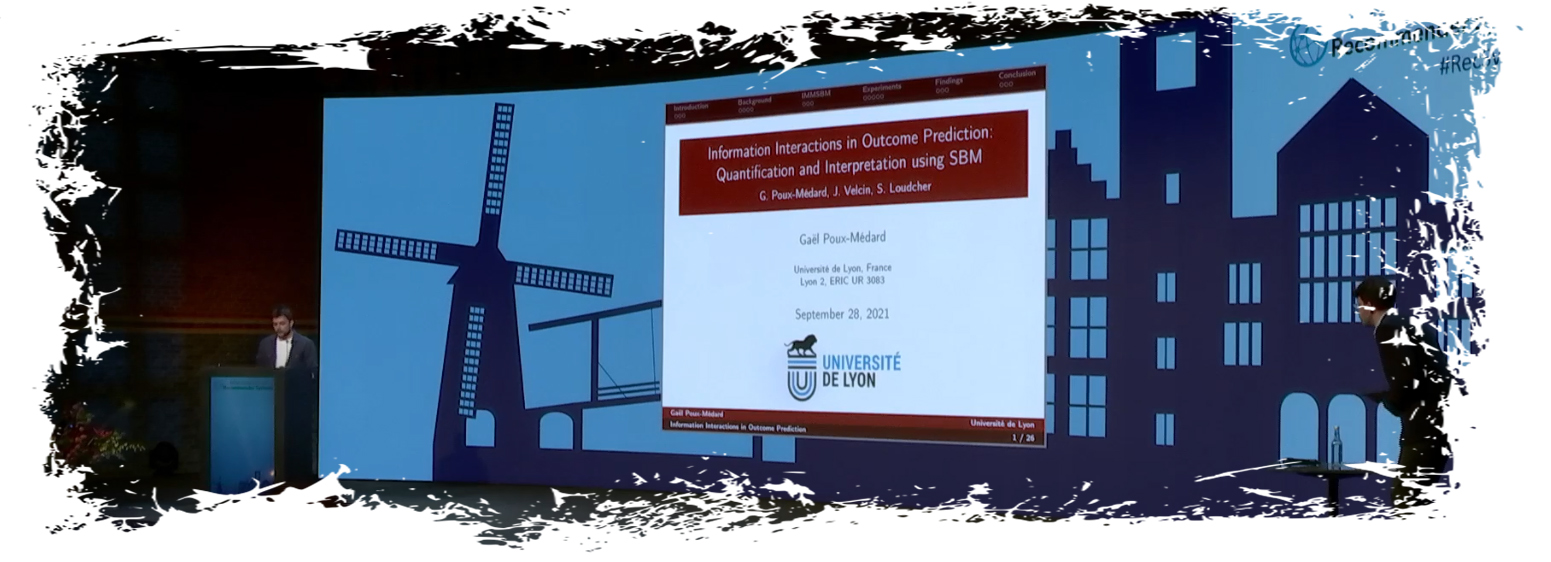 #Rec
Introduction Background IMMSBM Experiments Findings Conclusion
Information Interactions in Outcome Prediction:
Quantification and Interpretation using SBM
G. Poux-Médard, J. Velcin, S. Loudcher
Gaël Poux-Médard
Université de Lyon, France
Lyon 2, ERIC UR 3083
September 28, 2021
UNIVERSITÉ
DE LYON
Gaël Poux-Médard Université de Lyon
Information Interactions in Outcome Prediction 1 / 26